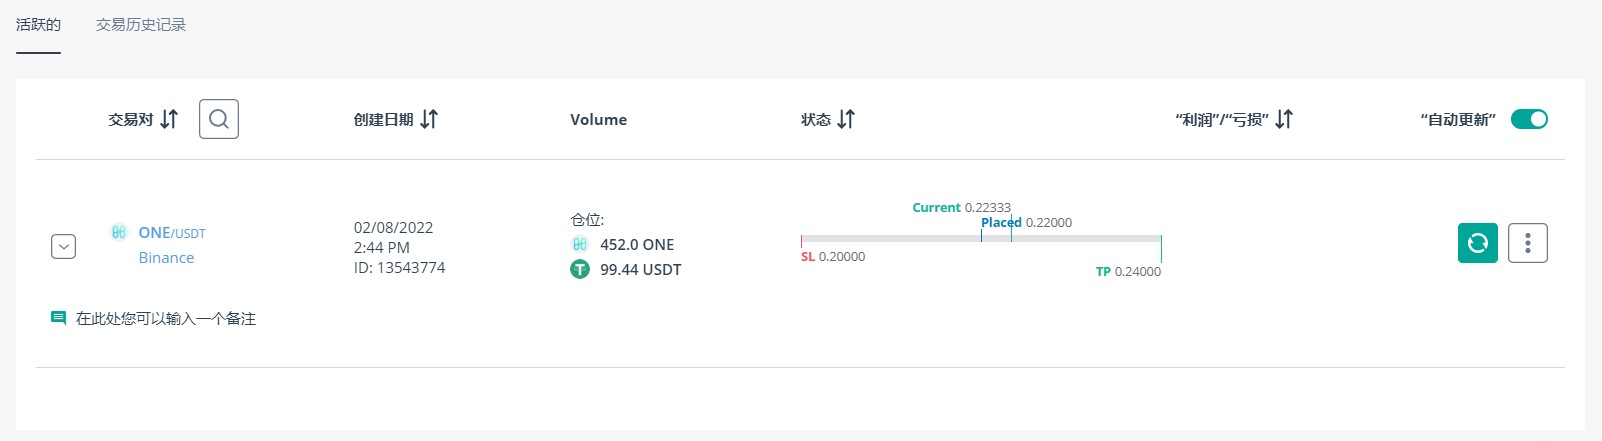 活跃的 交易历史记录
交易对 创建日期 Volume 状态 “利润”/“亏损” “自动更新”
ONE/USDT
Binance
02/08/2022
2:44 PM
ID: 13543774
仓位:
452.0 ONE
99.44 USDT
Current 0.22333
Placed 0.22000
SL 0.20000
TP 0.24000
在此处您可以输入一个备注